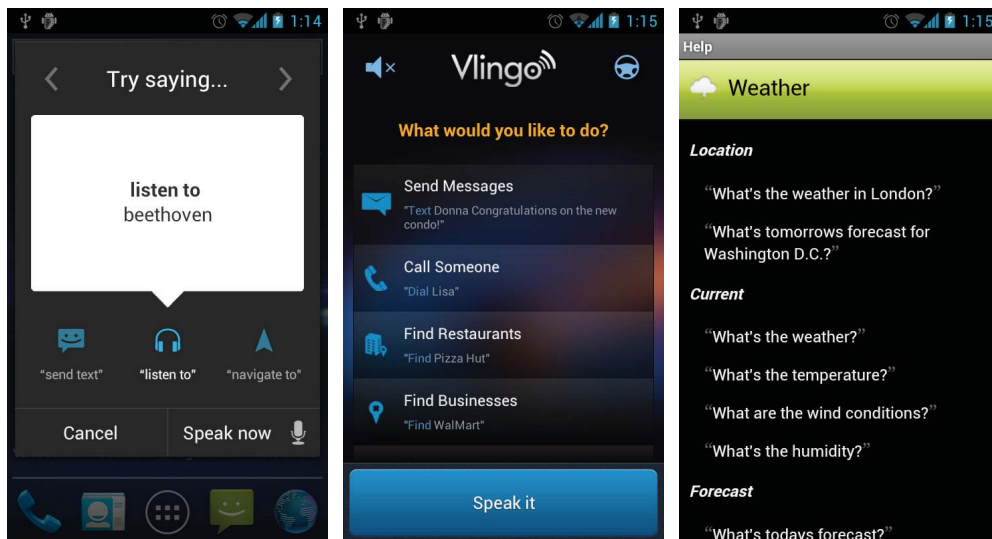 1:14
Try saying...
listen to
beethoven
"send text"
"listen to"
"navigate to"
Cancel
Speak now
1:15
Vlingo
What would you like to do?
Send Messages
"Text Donna Congratulations on the new
condo!"
Call Someone
"Dial Lisa"
Find Restaurants
"Find Pizza Hut"
Find Businesses
"Find WalMart"
Speak it
1:15
Help
Weather
Location
“What's the weather in London?”
“What's tomorrows forecast for
Washington D.C.?”
Current
“What's the weather?”
“What's the temperature?”
“What are the wind conditions?”
“What's the humidity?”
Forecast
“What's todays forecast?”